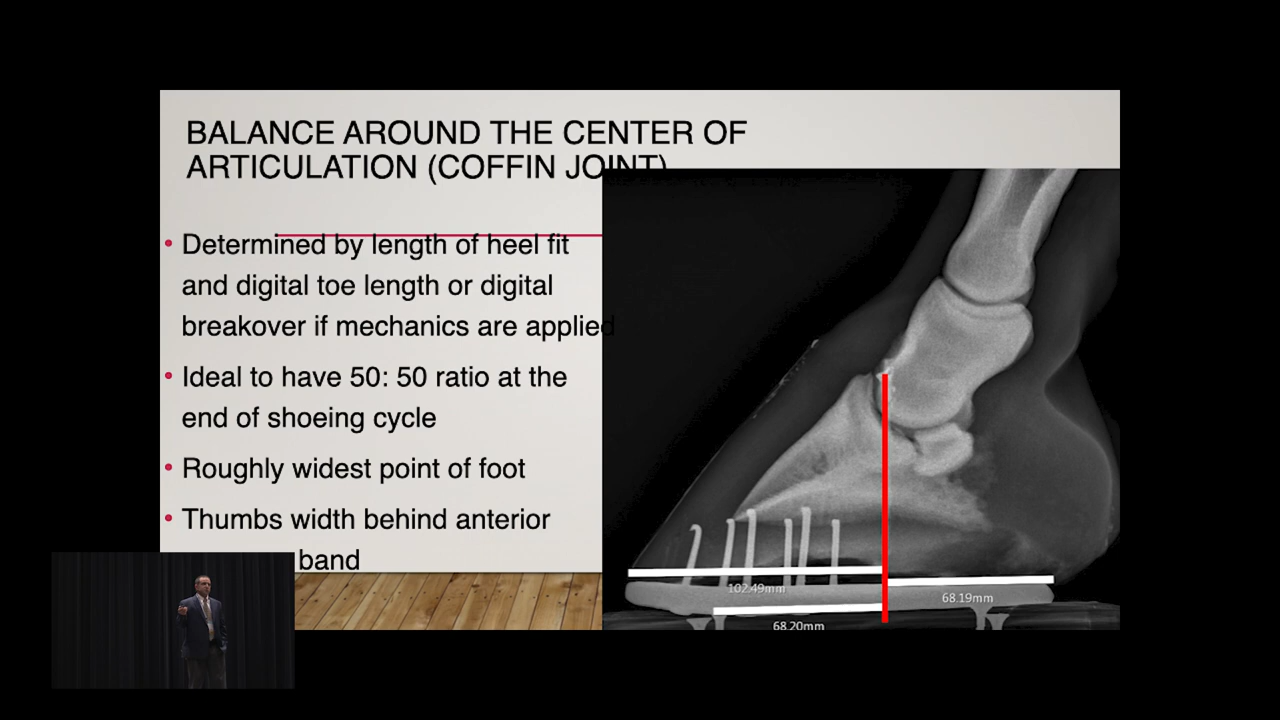 BALANCE AROUND THE CENTER OF
ARTICULATION (COFFIN JOINT)
• Determined by length of heel fit
and digital toe length or digital
breakover if mechanics are applied
• Ideal to have 50: 50 ratio at the
end of shoeing cycle
• Roughly widest point of foot
• Thumbs width behind anterior
band
102.49mm
68.19mm
68.20mm